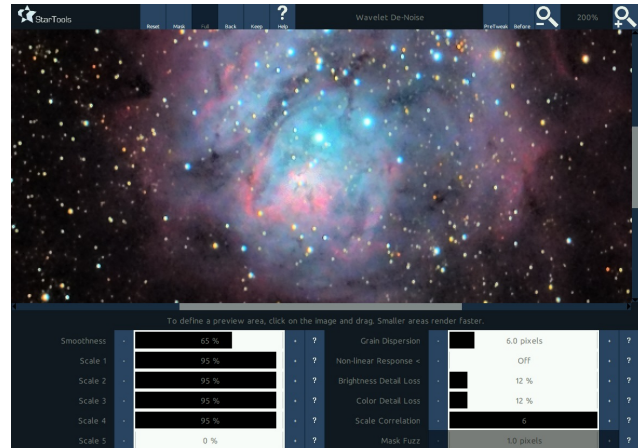 StarTools
Reset Mask Full Back Keep ? Help
Wavelet De-Noise
PreTweak Before 200%
To define a preview area, click on the image and drag. Smaller areas render faster.
Smoothness - 65 % + ?
Grain Dispersion - 6.0 pixels + ?
Scale 1 - 95 % + ?
Non-linear Response < - Off + ?
Scale 2 - 95 % + ?
Brightness Detail Loss - 12 % + ?
Scale 3 - 95 % + ?
Color Detail Loss - 12 % + ?
Scale 4 - 95 % + ?
Scale Correlation - 6 + ?
Scale 5 - 0 % + ?
Mask Fuzz - 1.0 pixels + ?